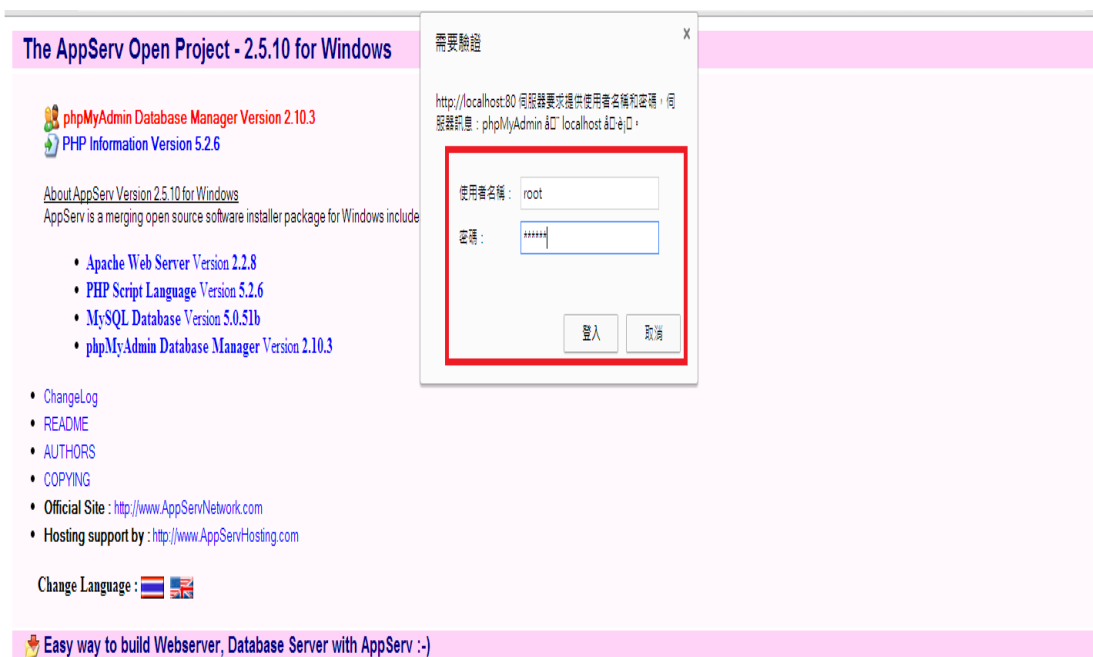 The AppServ Open Project - 2.5.10 for Windows
phpMyAdmin Database Manager Version 2.10.3
PHP Information Version 5.2.6
About AppServ Version 2.5.10 for Windows
AppServ is a merging open source software installer package for Windows include
Apache Web Server Version 2.2.8
PHP Script Language Version 5.2.6
MySQL Database Version 5.0.51b
phpMyAdmin Database Manager Version 2.10.3
ChangeLog
README
AUTHORS
COPYING
Official Site : http://www.AppServNetwork.com
Hosting support by : http://www.AppServHosting.com
Change Language :
Easy way to build Webserver, Database Server with AppServ :-)
需要驗證
x
http://localhost:80 伺服器要求提供使用者名稱和密碼。伺
服器訊息：phpMyAdmin localhost
使用者名稱： root
密碼： ******
登入 取消